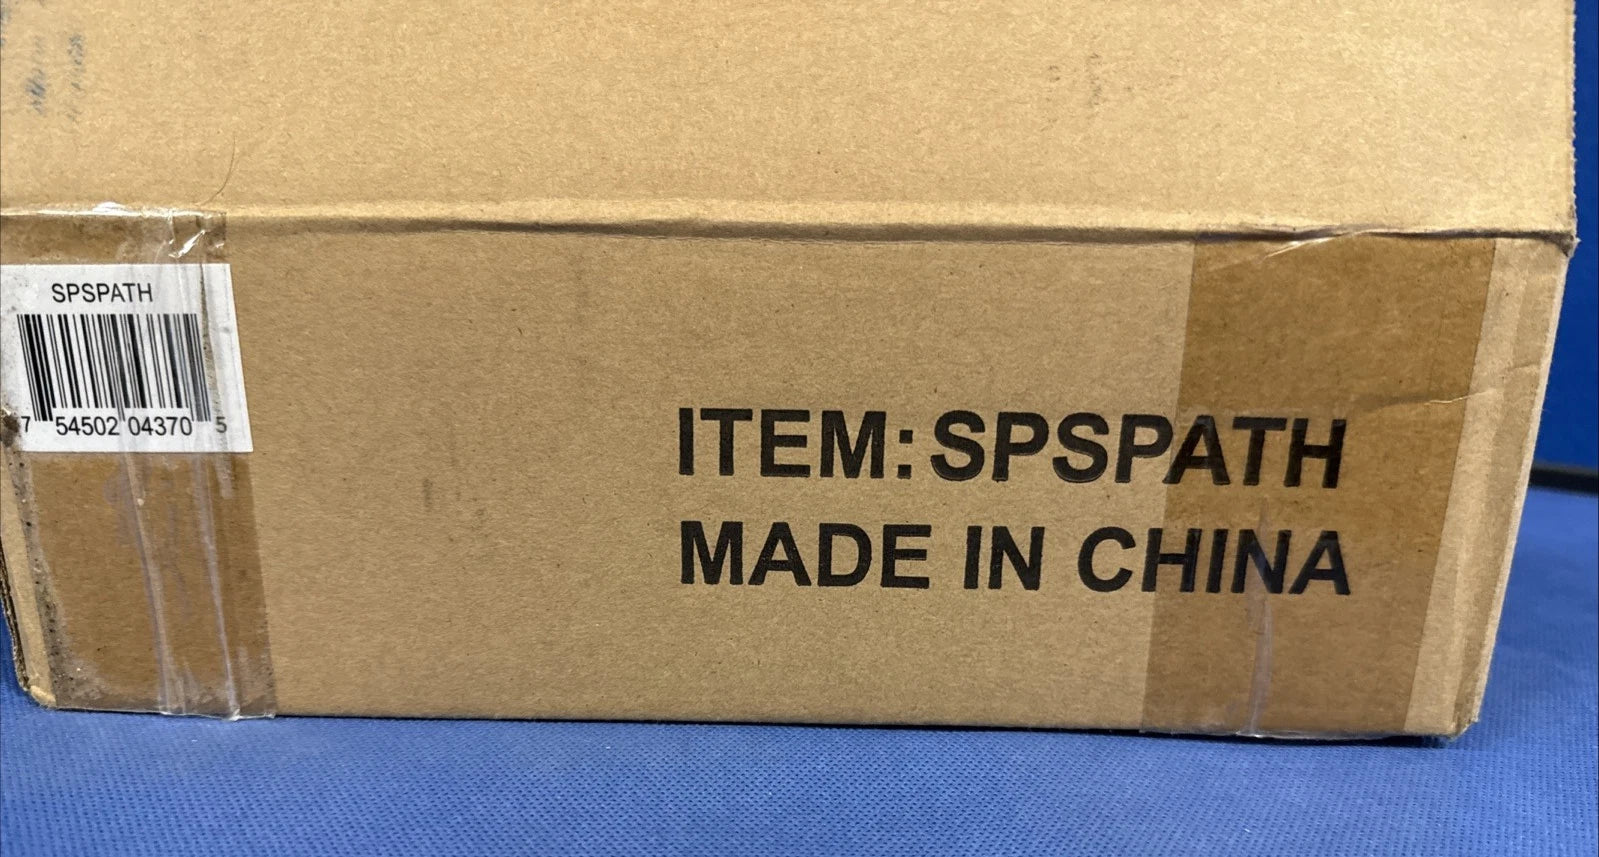 SPSPATH
7 54502 04370 5
ITEM: SPSPATH
MADE IN CHINA